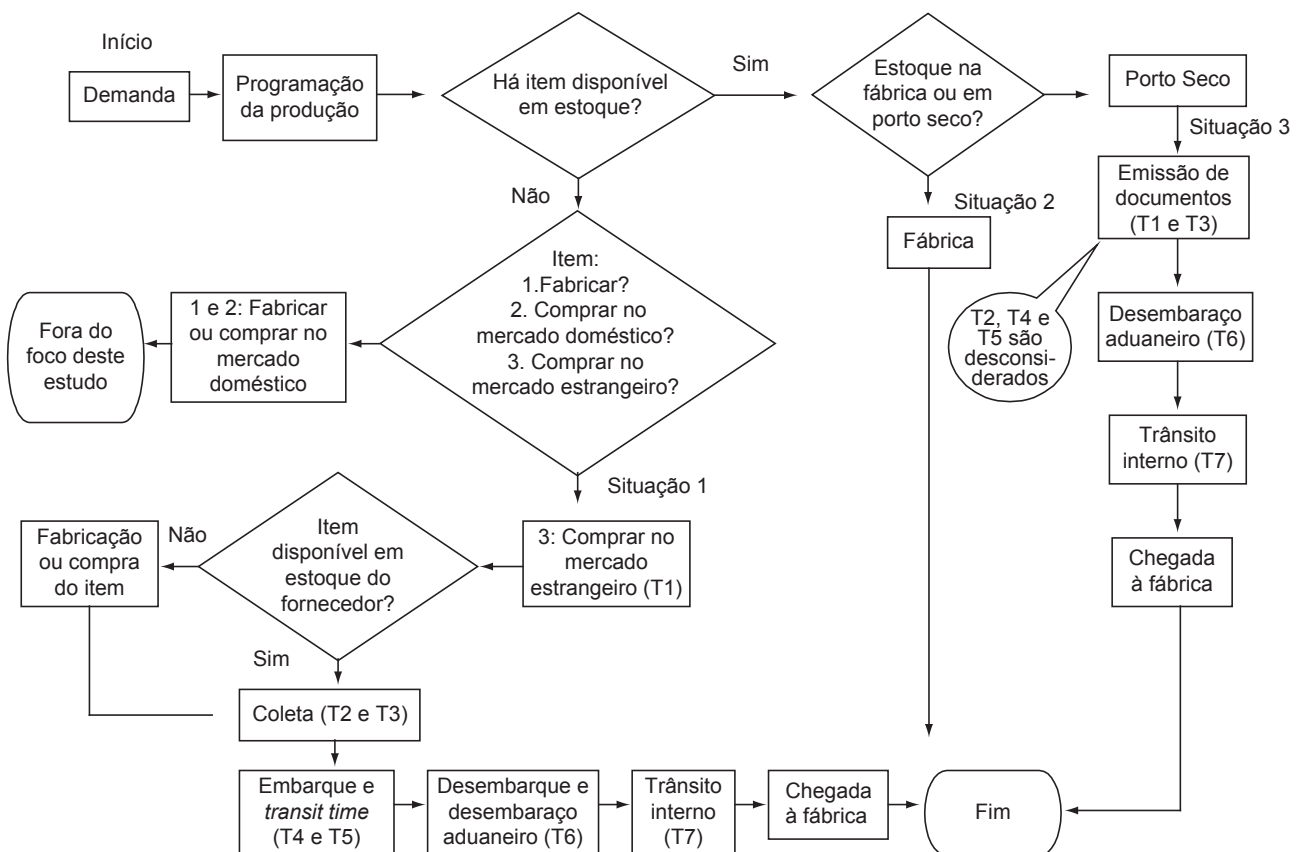 Início
Demanda
Programação
da produção
Há item disponível
em estoque?
Sim
Estoque na
fábrica ou em
porto seco?
Porto Seco
Situação 3
Emissão de
documentos
(T1 e T3)
Não
Situação 2
Fábrica
Item:
1.Fabricar?
2. Comprar no
mercado doméstico?
3. Comprar no
mercado estrangeiro?
1 e 2: Fabricar
ou comprar no
mercado
doméstico
Fora do
foco deste
estudo
T2, T4 e
T5 são
desconsi-
derados
Desembaraço
aduaneiro (T6)
Trânsito
interno (T7)
Situação 1
Fabricação
ou compra
do item
Não
Item
disponível em
estoque do
fornecedor?
3: Comprar no
mercado
estrangeiro (T1)
Chegada
à fábrica
Sim
Coleta (T2 e T3)
Embarque e
transit time
(T4 e T5)
Desembarque e
desembaraço
aduaneiro (T6)
Trânsito
interno
(T7)
Chegada
à fábrica
Fim